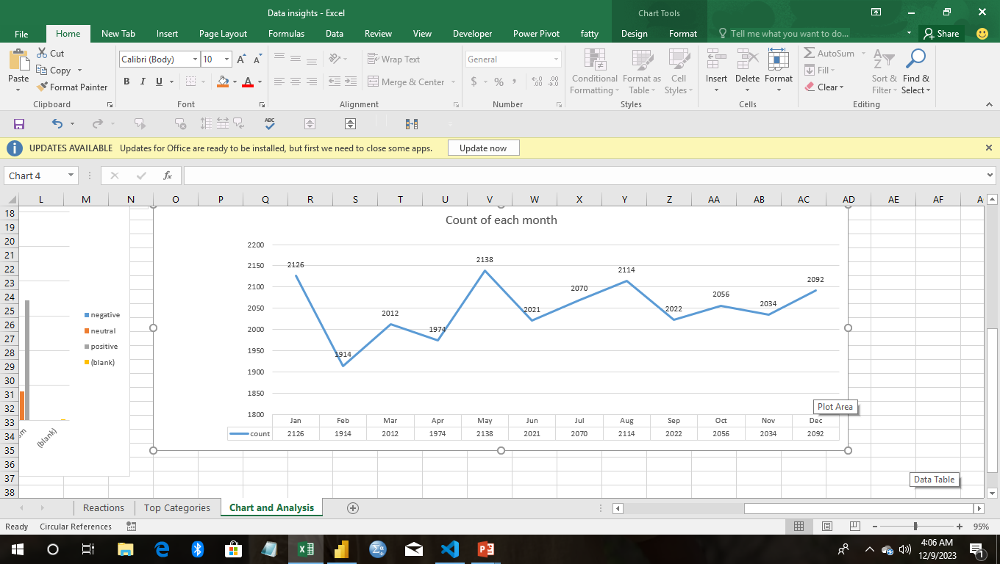 Data insights - Excel
Chart Tools
File Home New Tab Insert Page Layout Formulas Data Review View Developer Power Pivot fatty Design Format Tell me what you want to do... Share
Paste
Cut
Copy
Format Painter
Calibri (Body) 10
B I U
Wrap Text
Merge & Center
General
$ % ,
Conditional Formatting
Format as Table
Cell Styles
Insert Delete Format
AutoSum
Fill
Clear
Sort & Filter
Find & Select
Clipboard Font Alignment Number Styles Cells Editing
UPDATES AVAILABLE Updates for Office are ready to be installed, but first we need to close some apps. Update now
Chart 4 fx
L M N O P Q R S T U V W X Y Z AA AB AC AD AE AF A
18
19
20
21
22
23
24
25
26
27
28
29
30
31
32
33
34
35
36
37
38
negative
neutral
positive
(blank)
(blank)
Count of each month
2200
2150
2100
2050
2000
1950
1900
1850
1800
2126 1914 2012 1974 2138 2021 2070 2114 2022 2056 2034 2092
Plot Area
Jan Feb Mar Apr May Jun Jul Aug Sep Oct Nov Dec
count 2126 1914 2012 1974 2138 2021 2070 2114 2022 2056 2034 2092
Data Table
Reactions Top Categories Chart and Analysis
Ready Circular References 95%
4:06 AM
12/9/2023
1